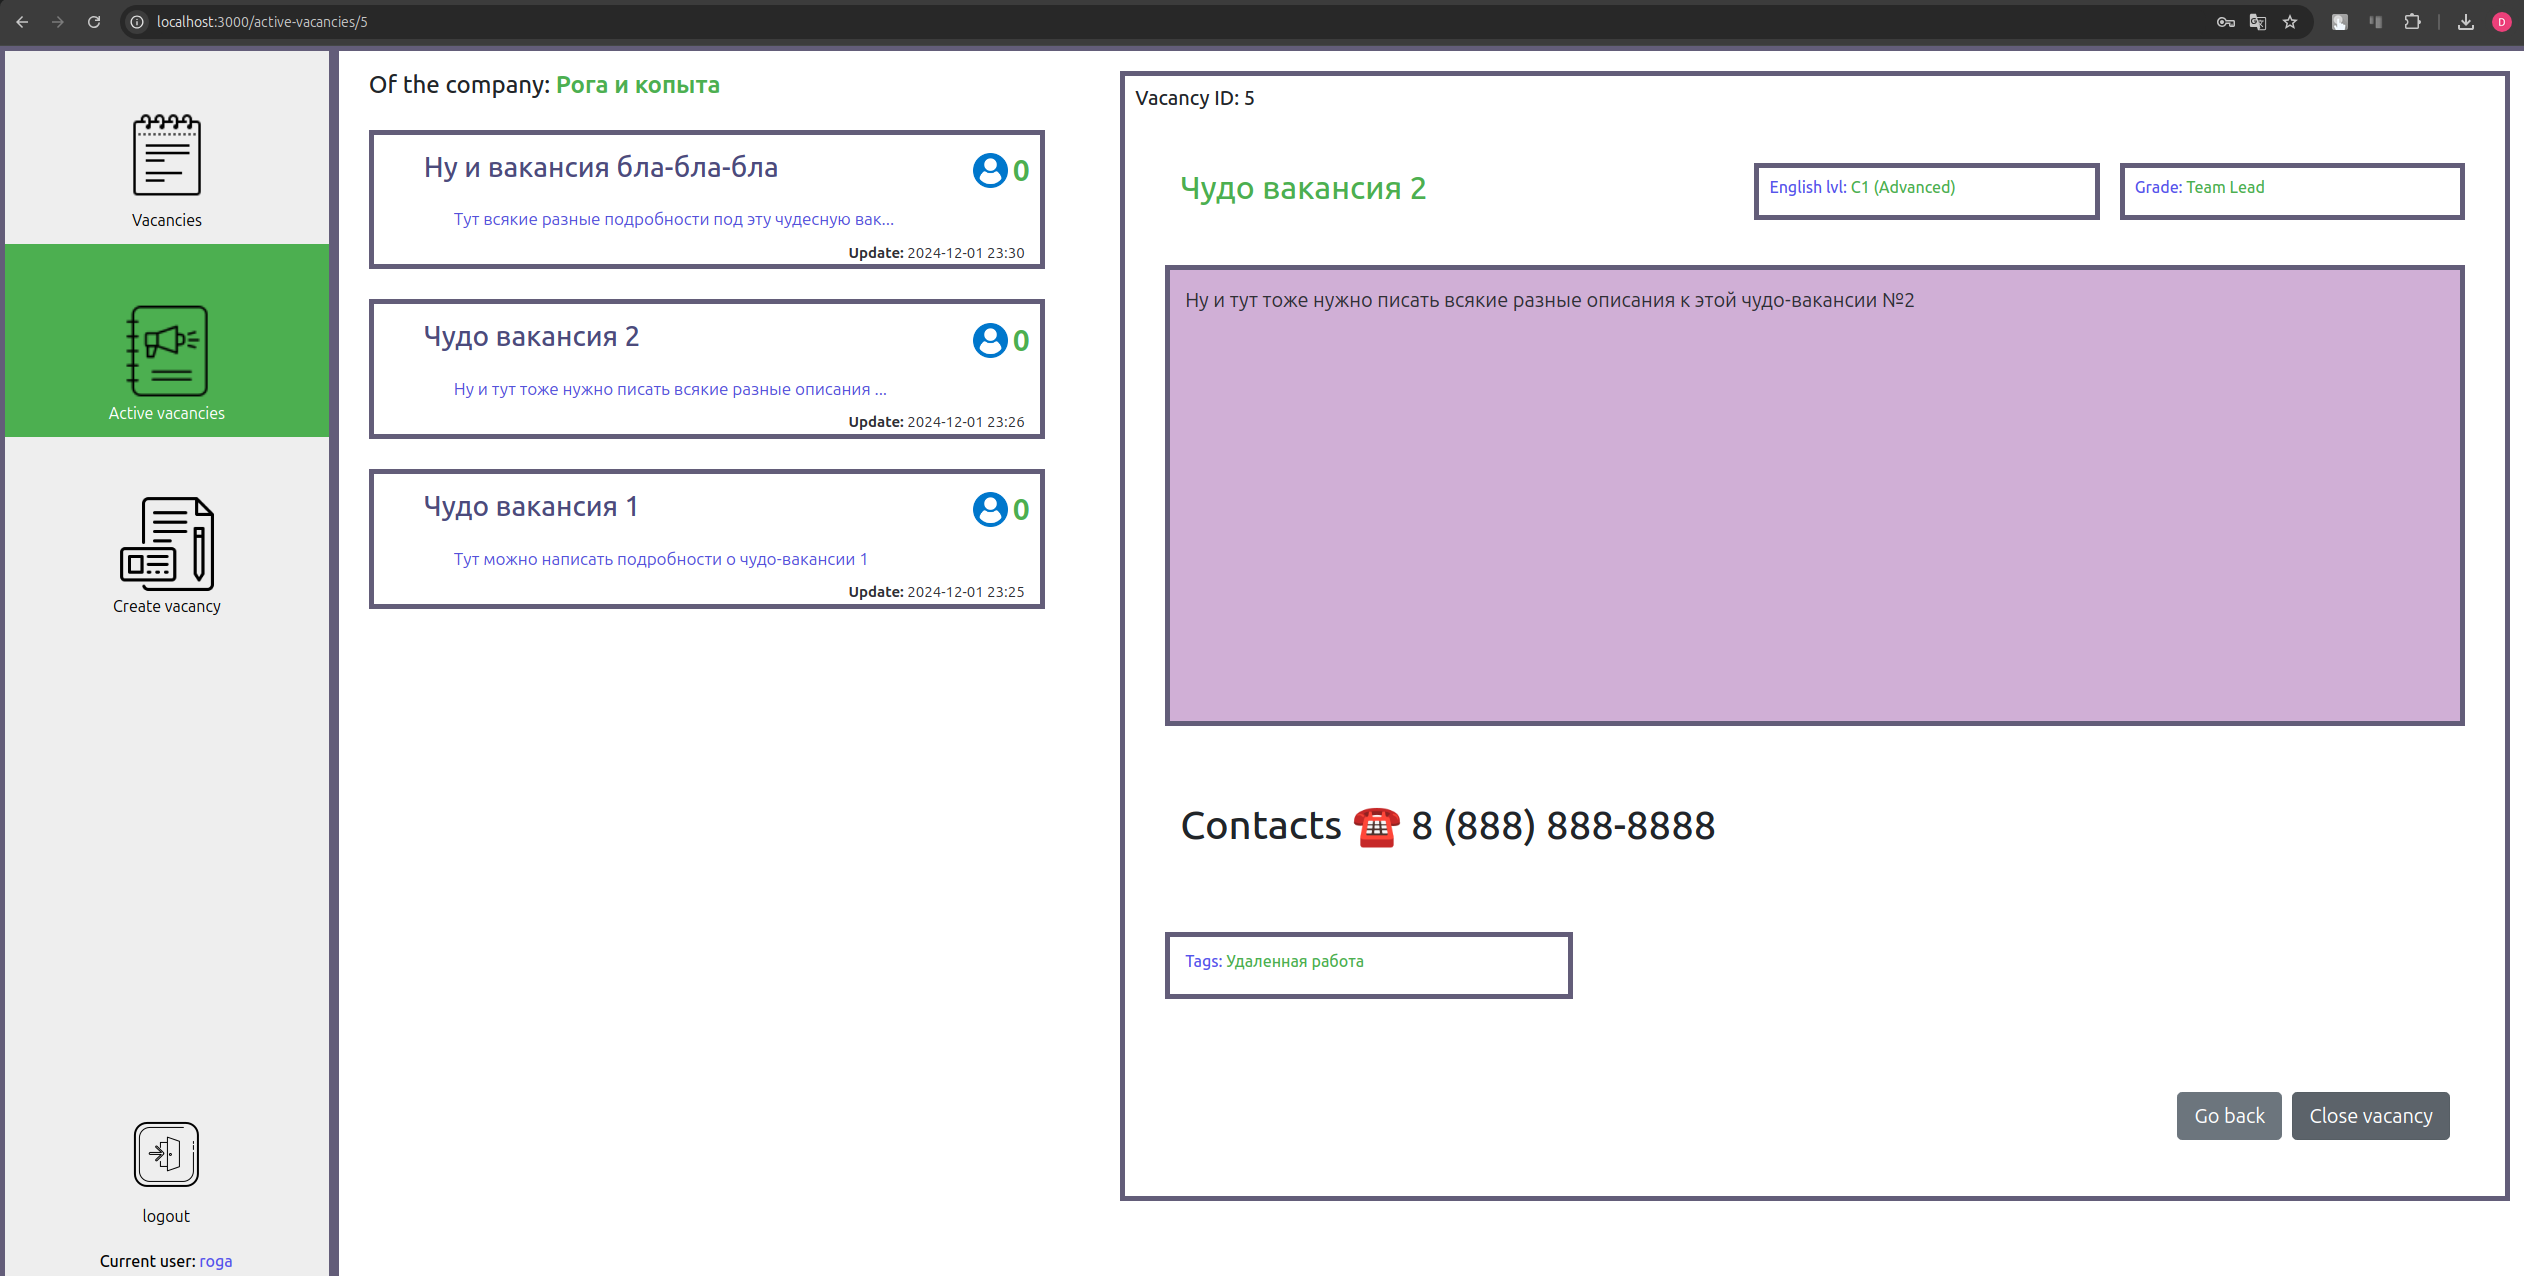 localhost:3000/active-vacancies/5
D
Vacancies
Active vacancies
Create vacancy
logout
Current user: roga
Of the company: Рога и копыта
Ну и вакансия бла-бла-бла
0
Тут всякие разные подробности под эту чудесную вак...
Update: 2024-12-01 23:30
Чудо вакансия 2
0
Ну и тут тоже нужно писать всякие разные описания ...
Update: 2024-12-01 23:26
Чудо вакансия 1
0
Тут можно написать подробности о чудо-вакансии 1
Update: 2024-12-01 23:25
Vacancy ID: 5
Чудо вакансия 2
English lvl: C1 (Advanced)
Grade: Team Lead
Ну и тут тоже нужно писать всякие разные описания к этой чудо-вакансии №2
Contacts ☎️ 8 (888) 888-8888
Tags: Удаленная работа
Go back
Close vacancy